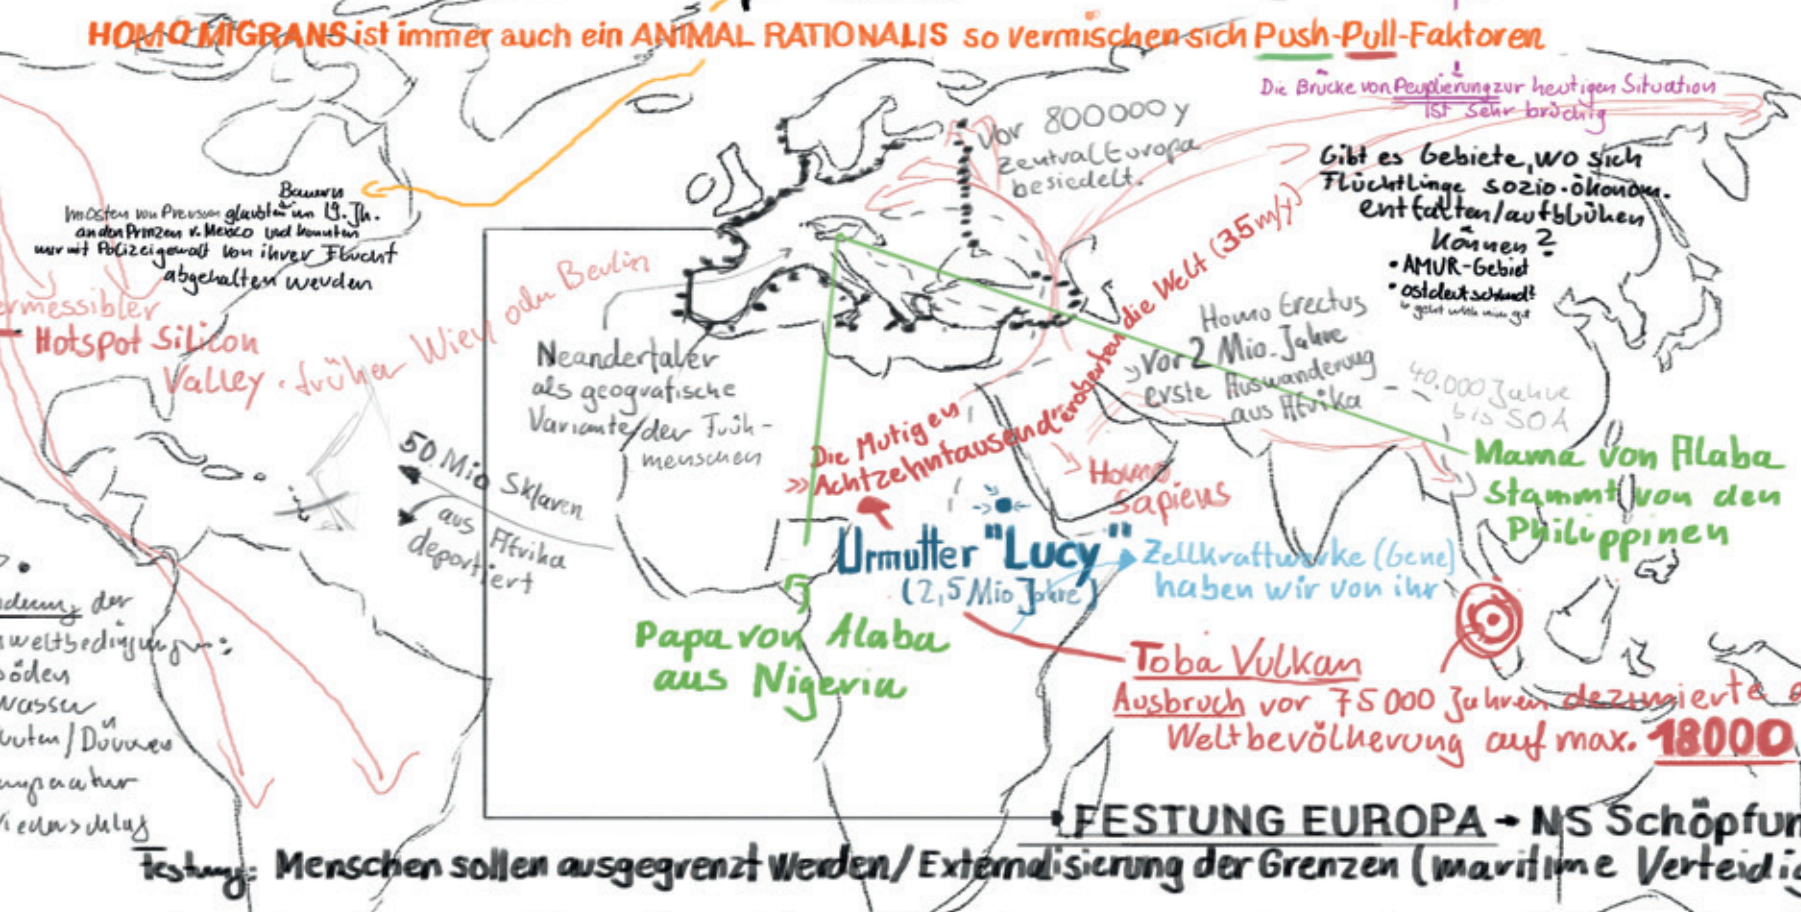 HOMO MIGRANS ist immer auch ein ANIMAL RATIONALIS so vermischen sich Push-Pull-Faktoren
Die Brücke von Peuplierung zur heutigen Situation
ist sehr brüchig
Vor 800000 y
zentral Europa
besiedelt.
Gibt es Gebiete, wo sich
Flüchtlinge sozio-ökonom.
entfalten/aufblühen
können?
• AMUR-Gebiet
• ostdeutschland?
Bauern
im Osten von Preussen glaubten im 19. Jh.
an den Prinzen v. Mexico und konnten
nur mit Polizeigewalt von ihrer Flucht
abgehalten werden
Hotspot Silicon
Valley - früher Wien oder Berlin
Neandertaler
als geografische
Variante der Früh-
menschen
50 Mio Sklaven
aus Afrika
deportiert
Die Mutigen
» Achtzehntausend eroberten die Welt (35m/y)
Homo Erectus
Vor 2 Mio. Jahre
erste Auswanderung
aus Afrika
40.000 Jahre
bis SOA
Homo
Sapiens
Mama von Alaba
stammt von den
Philippinen
Urmutter "Lucy"
(2,5 Mio Jahre)
Zellkraftwerke (Gene)
haben wir von ihr
Papa von Alaba
aus Nigeria
Toba Vulkan
Ausbruch vor 75000 Jahren dezimierte
Weltbevölkerung auf max. 18000
der
böden
wasser
FESTUNG EUROPA → NS Schöpfun
Festung: Menschen sollen ausgegrenzt werden/Externalisierung der Grenzen (maritime Verteidig